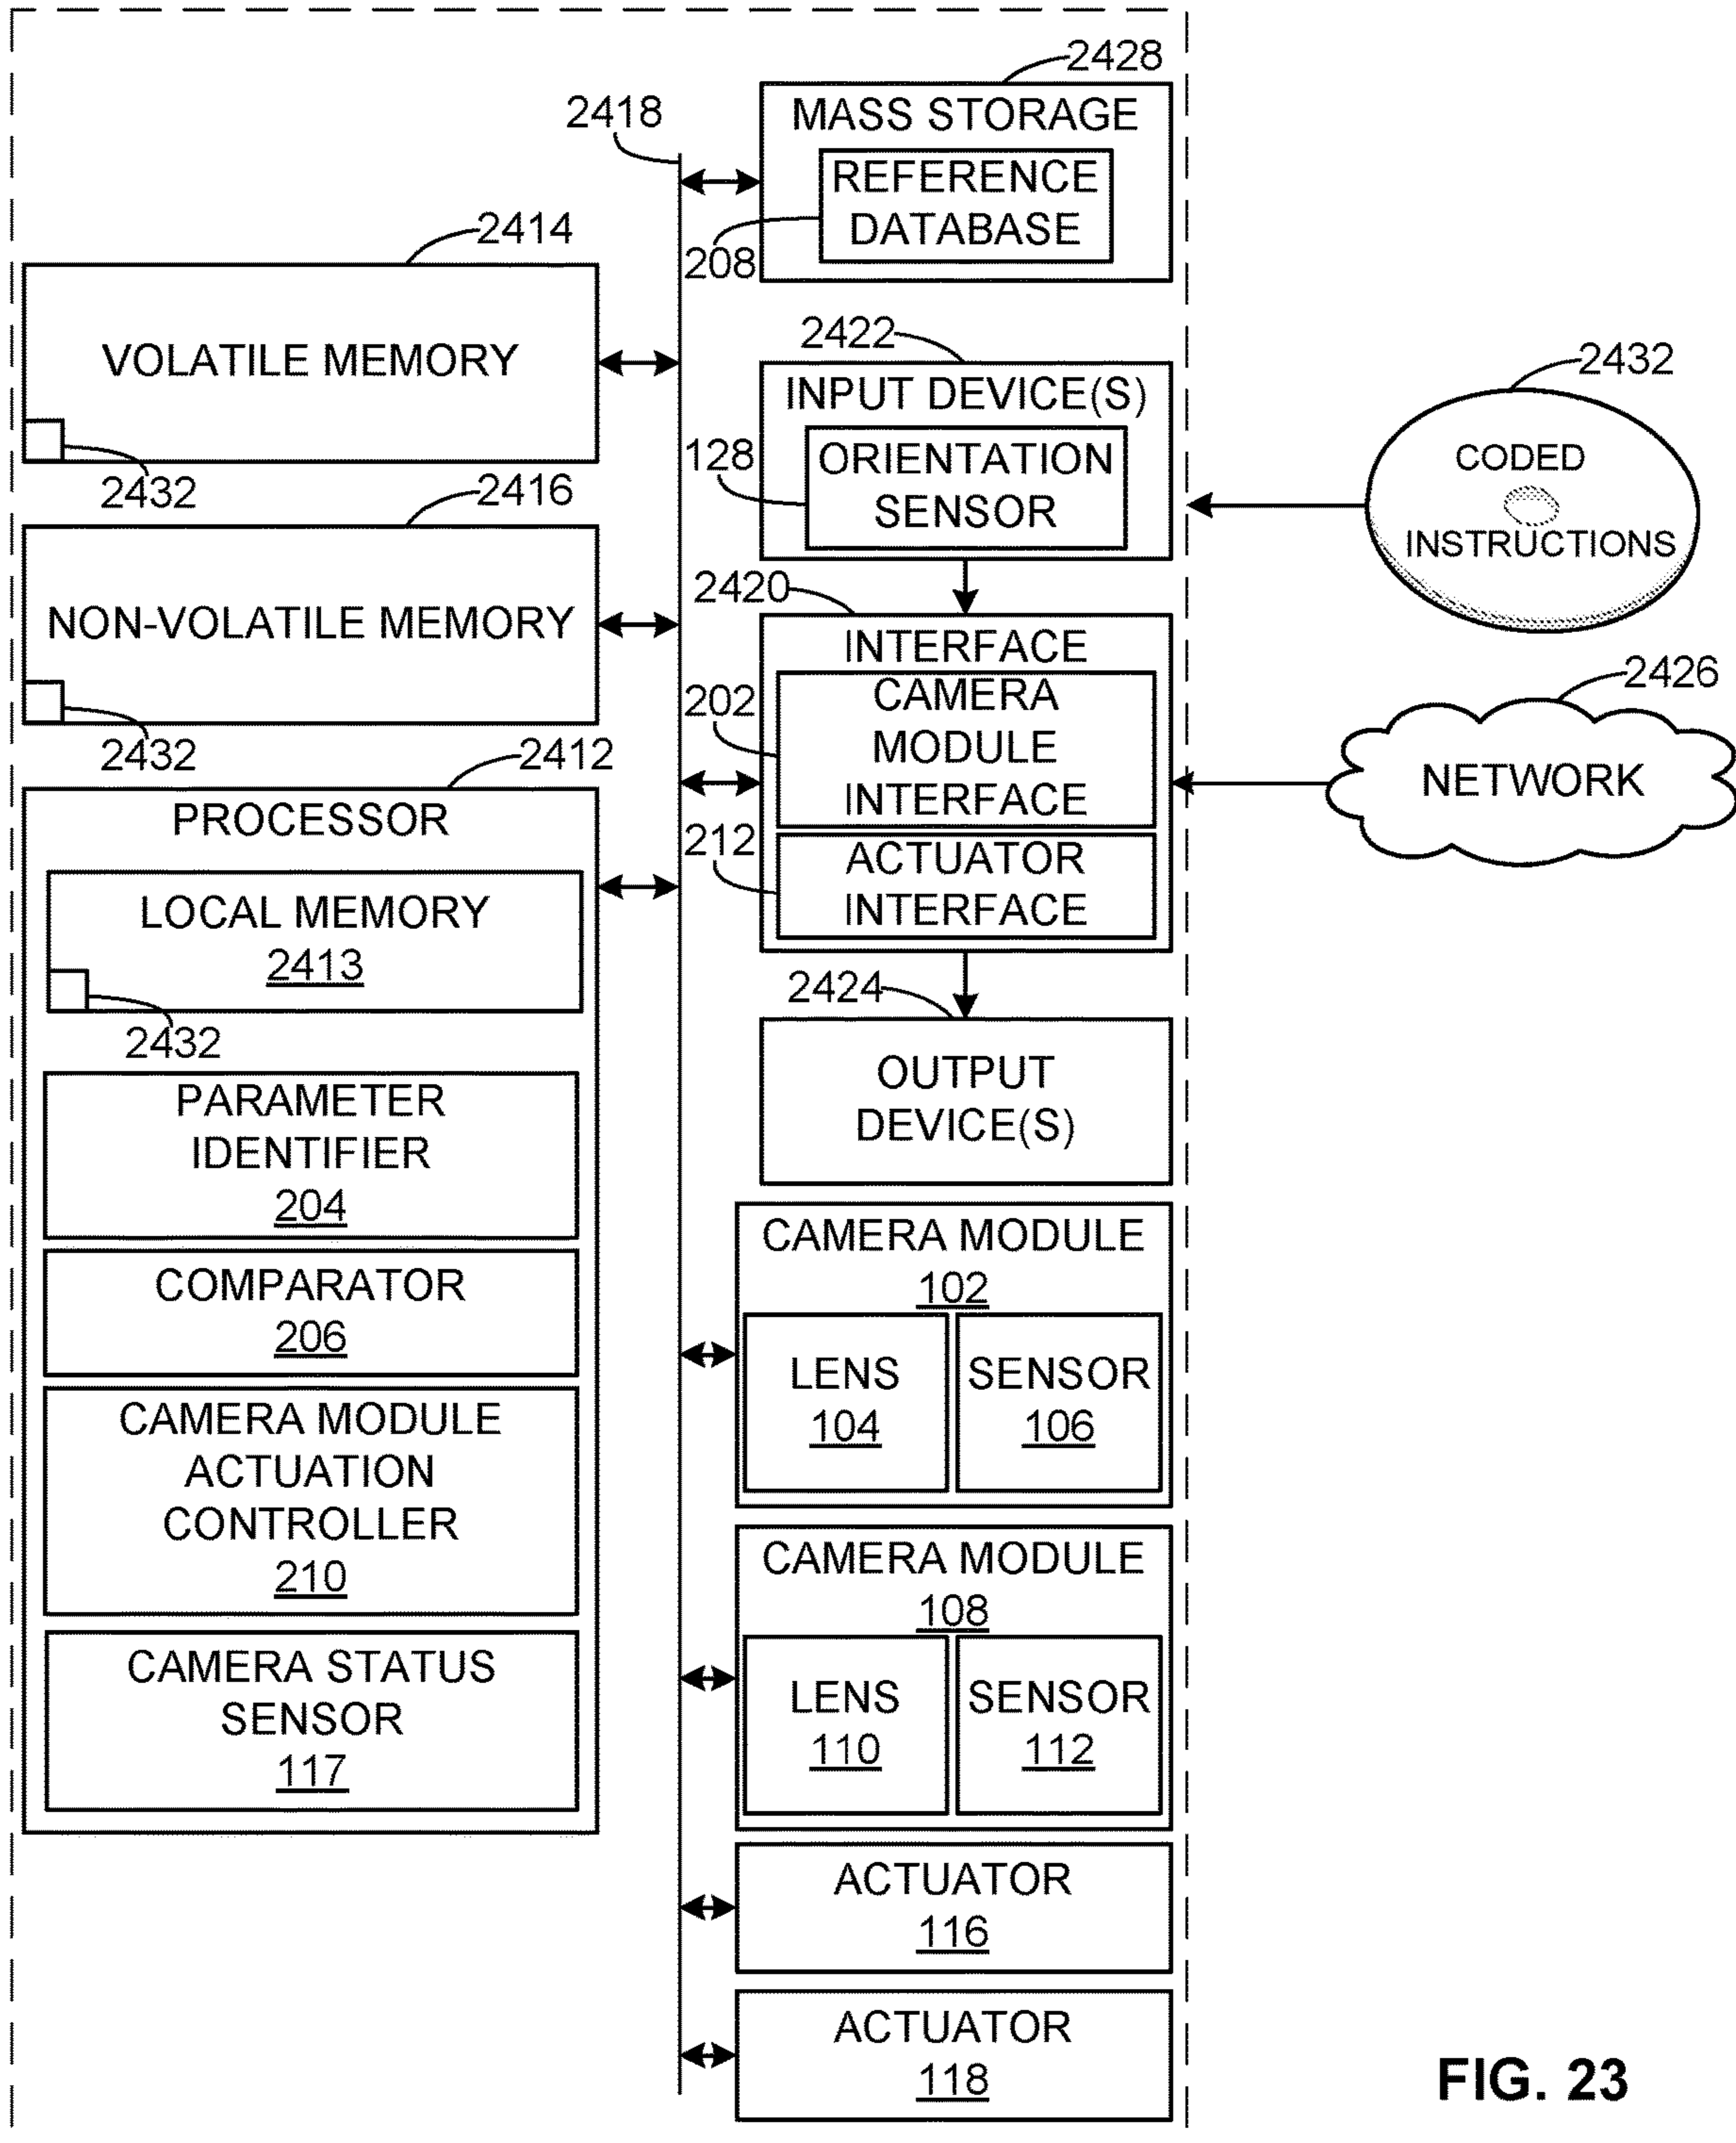 2428
2418
MASS STORAGE
REFERENCE
DATABASE
208
2414
VOLATILE MEMORY
2432
2422
INPUT DEVICE(S)
128
ORIENTATION
SENSOR
2432
CODED
INSTRUCTIONS
2416
NON-VOLATILE MEMORY
2432
2420
INTERFACE
202
CAMERA
MODULE
INTERFACE
212
ACTUATOR
INTERFACE
2426
NETWORK
2412
PROCESSOR
LOCAL MEMORY
2413
2432
PARAMETER
IDENTIFIER
204
COMPARATOR
206
CAMERA MODULE
ACTUATION
CONTROLLER
210
CAMERA STATUS
SENSOR
117
2424
OUTPUT
DEVICE(S)
CAMERA MODULE
102
LENS
104
SENSOR
106
CAMERA MODULE
108
LENS
110
SENSOR
112
ACTUATOR
116
ACTUATOR
118
FIG. 23